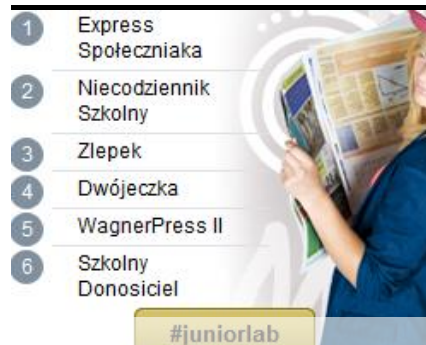 1 Express
Społeczniaka
2 Niecodziennik
Szkolny
3 Zlepek
4 Dwójeczka
5 WagnerPress II
6 Szkolny
Donosiciel
#juniorlab